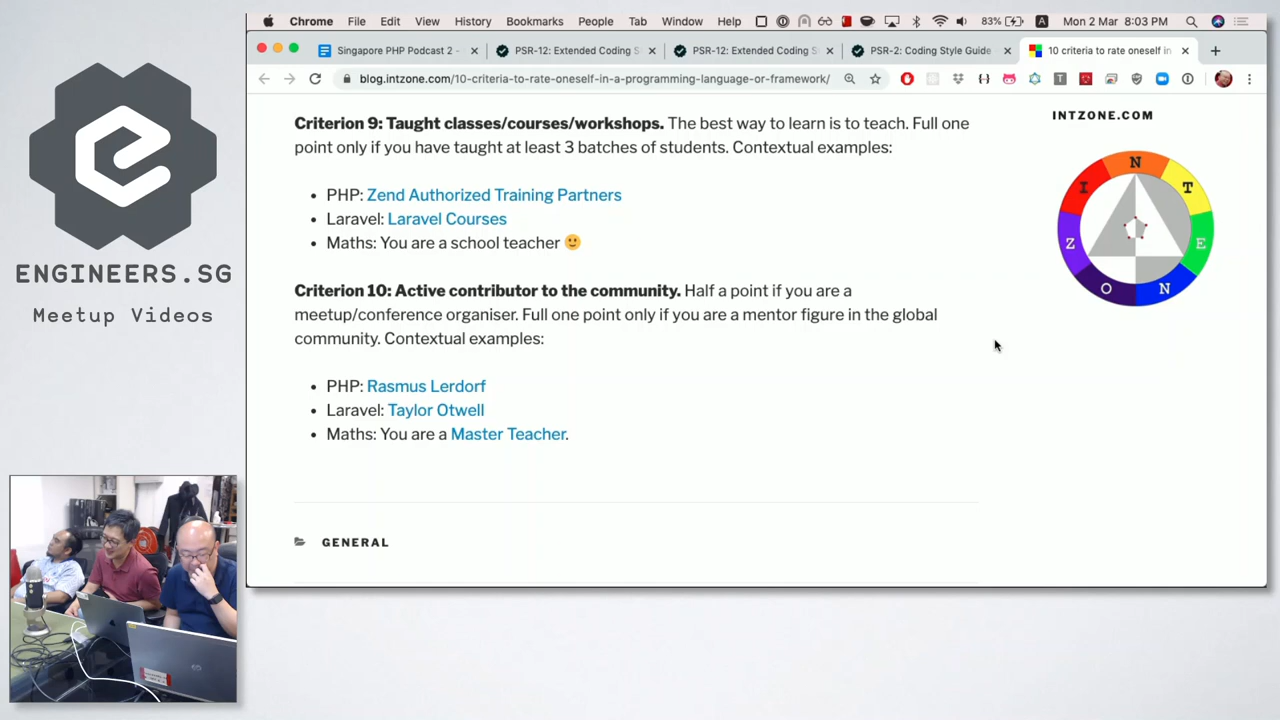 Chrome File Edit View History Bookmarks People Tab Window Help 83% A Mon 2 Mar 8:03 PM
Singapore PHP Podcast 2 -
PSR-12: Extended Coding S
PSR-12: Extended Coding St
PSR-2: Coding Style Guide
10 criteria to rate oneself in
blog.intzone.com/10-criteria-to-rate-oneself-in-a-programming-language-or-framework/
Criterion 9: Taught classes/courses/workshops. The best way to learn is to teach. Full one
point only if you have taught at least 3 batches of students. Contextual examples:
PHP: Zend Authorized Training Partners
Laravel: Laravel Courses
Maths: You are a school teacher
Criterion 10: Active contributor to the community. Half a point if you are a
meetup/conference organiser. Full one point only if you are a mentor figure in the global
community. Contextual examples:
PHP: Rasmus Lerdorf
Laravel: Taylor Otwell
Maths: You are a Master Teacher.
GENERAL
INTZONE.COM
I N T Z E O N
ENGINEERS.SG
Meetup Videos
hp